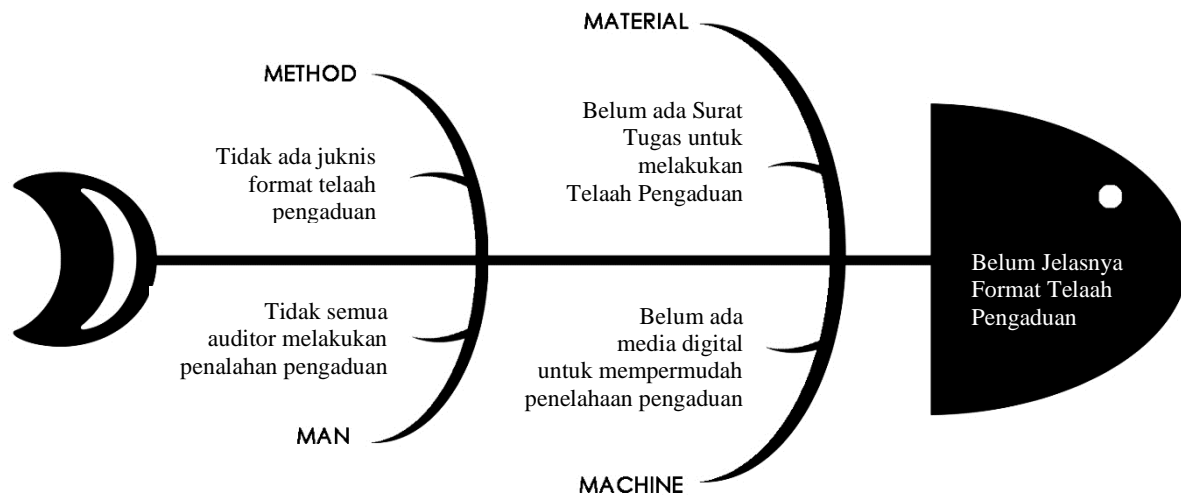 MATERIAL
METHOD
Belum ada Surat
Tugas untuk
melakukan
Telaah Pengaduan
Tidak ada juknis
format telaah
pengaduan
Belum Jelasnya
Format Telaah
Pengaduan
Tidak semua
auditor melakukan
penalahan pengaduan
Belum ada
media digital
untuk mempermudah
penelahaan pengaduan
MAN
MACHINE